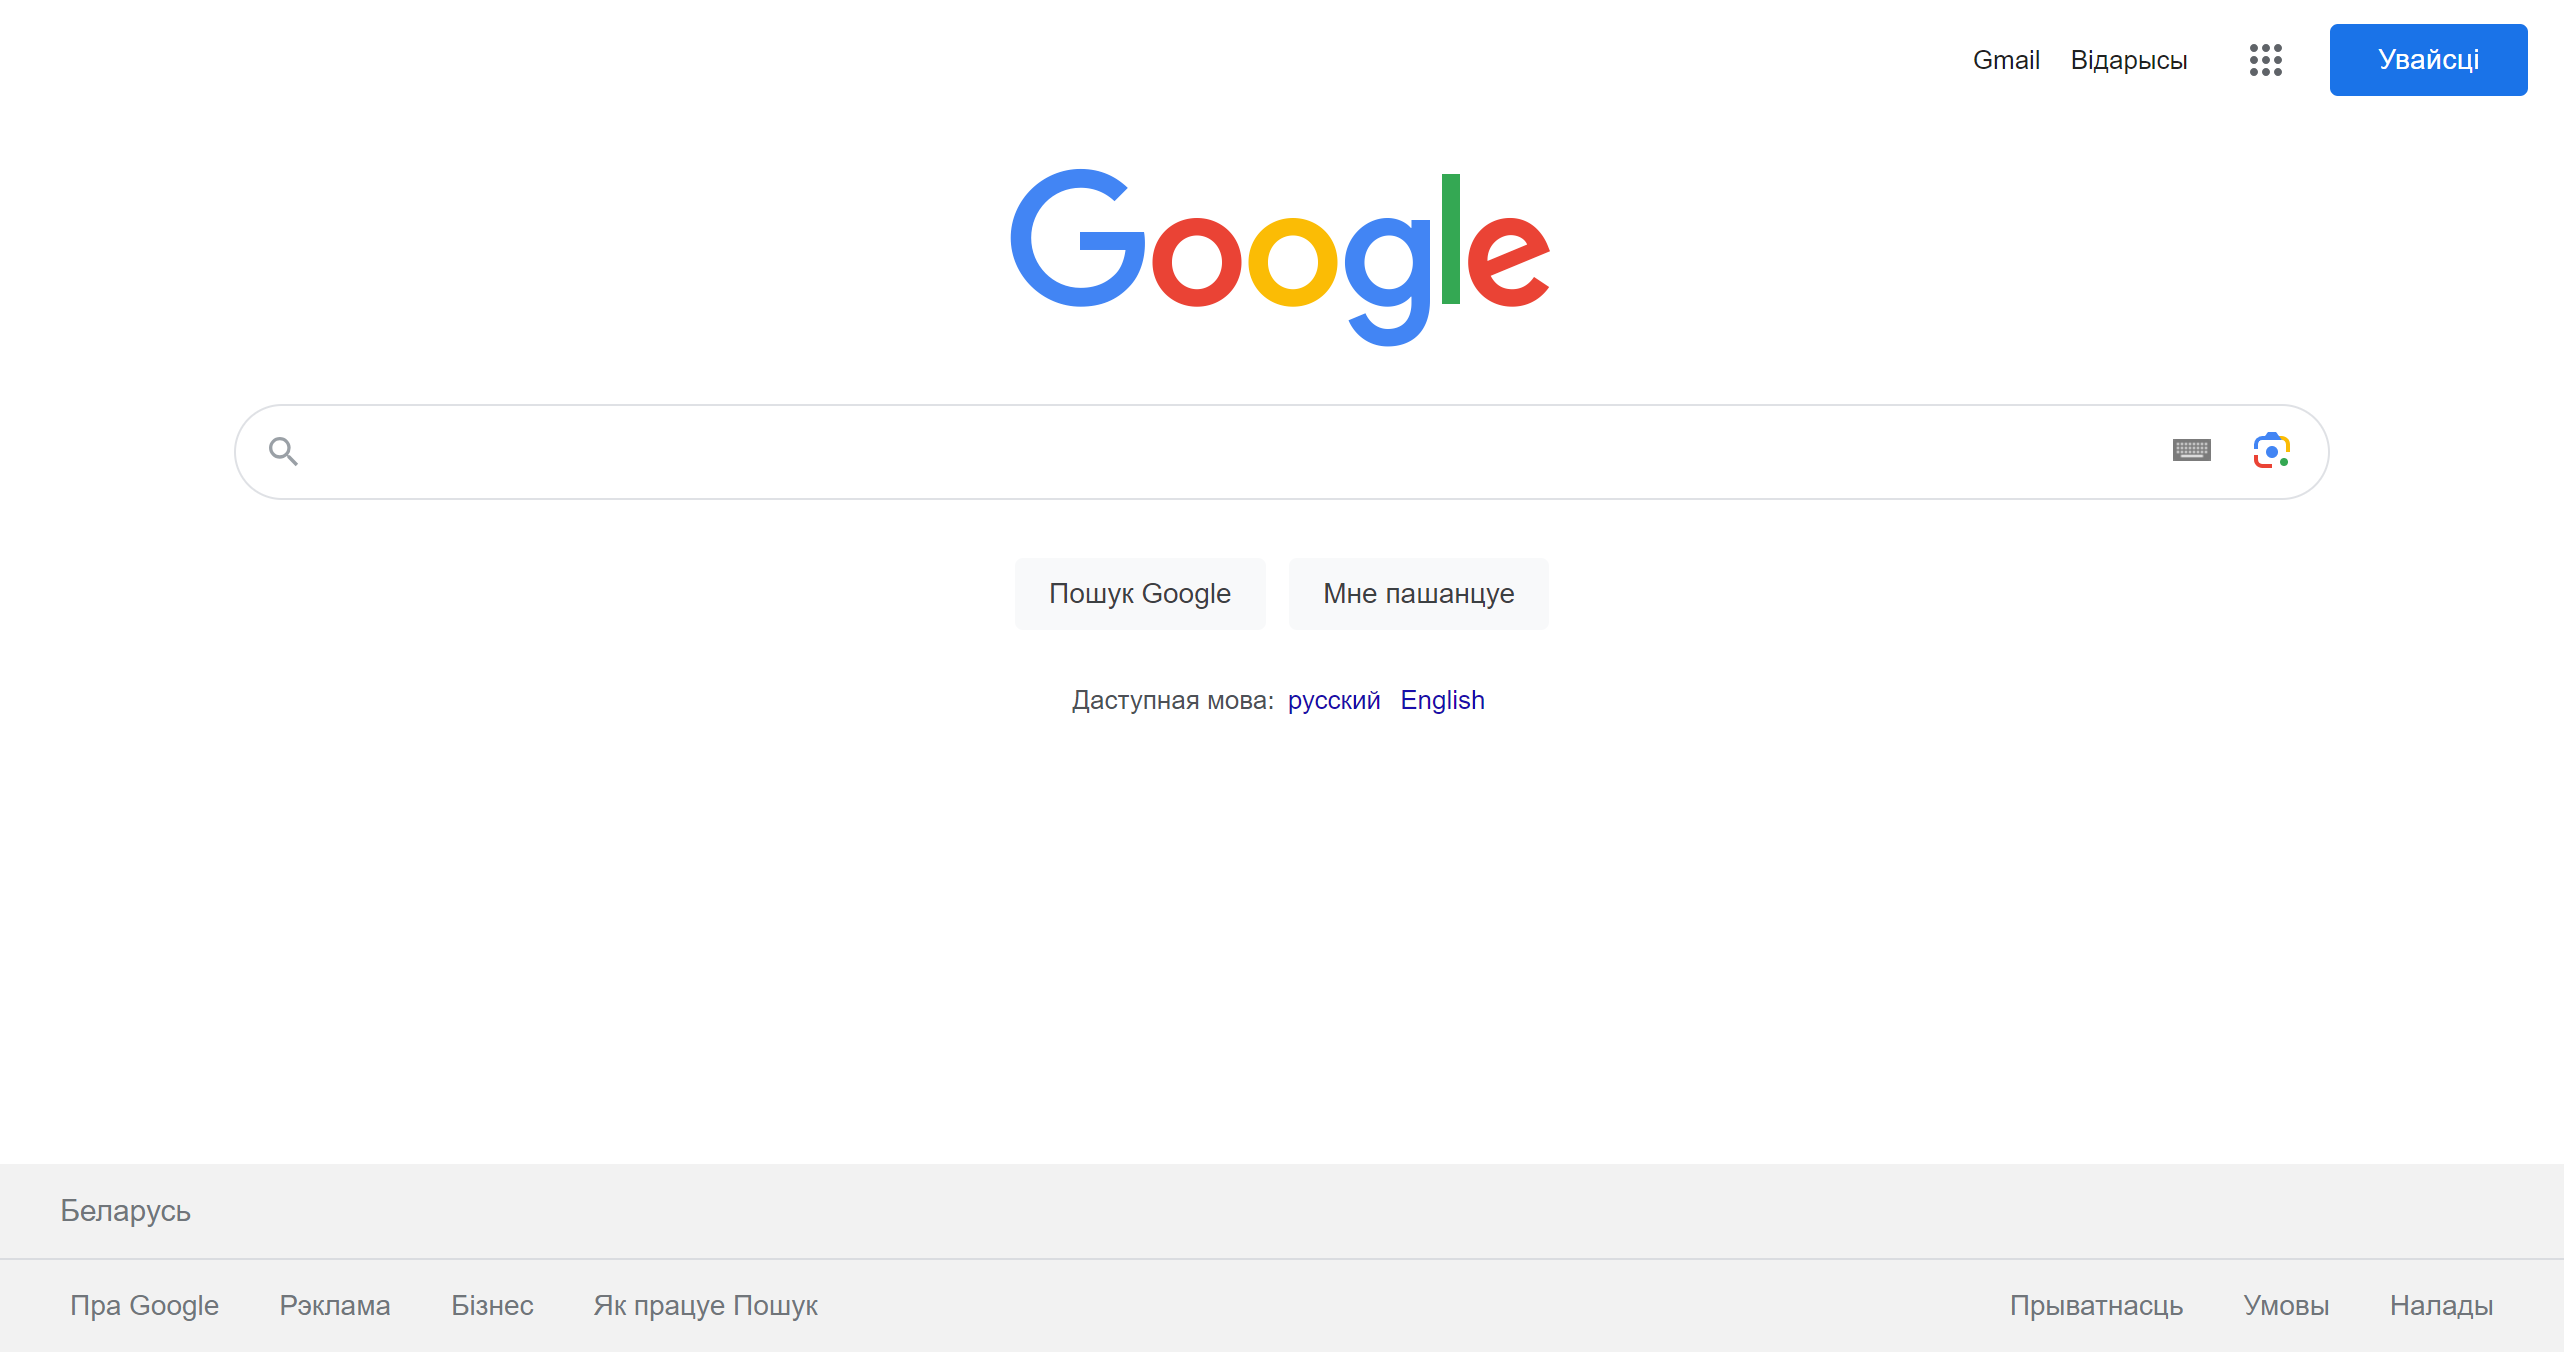 Gmail Відарысы Увайсці
Google
Пошук Google Мне пашанцуе
Даступная мова: русский English
Беларусь
Пра Google Рэклама Бізнес Як працуе Пошук Прыватнасць Умовы Налады